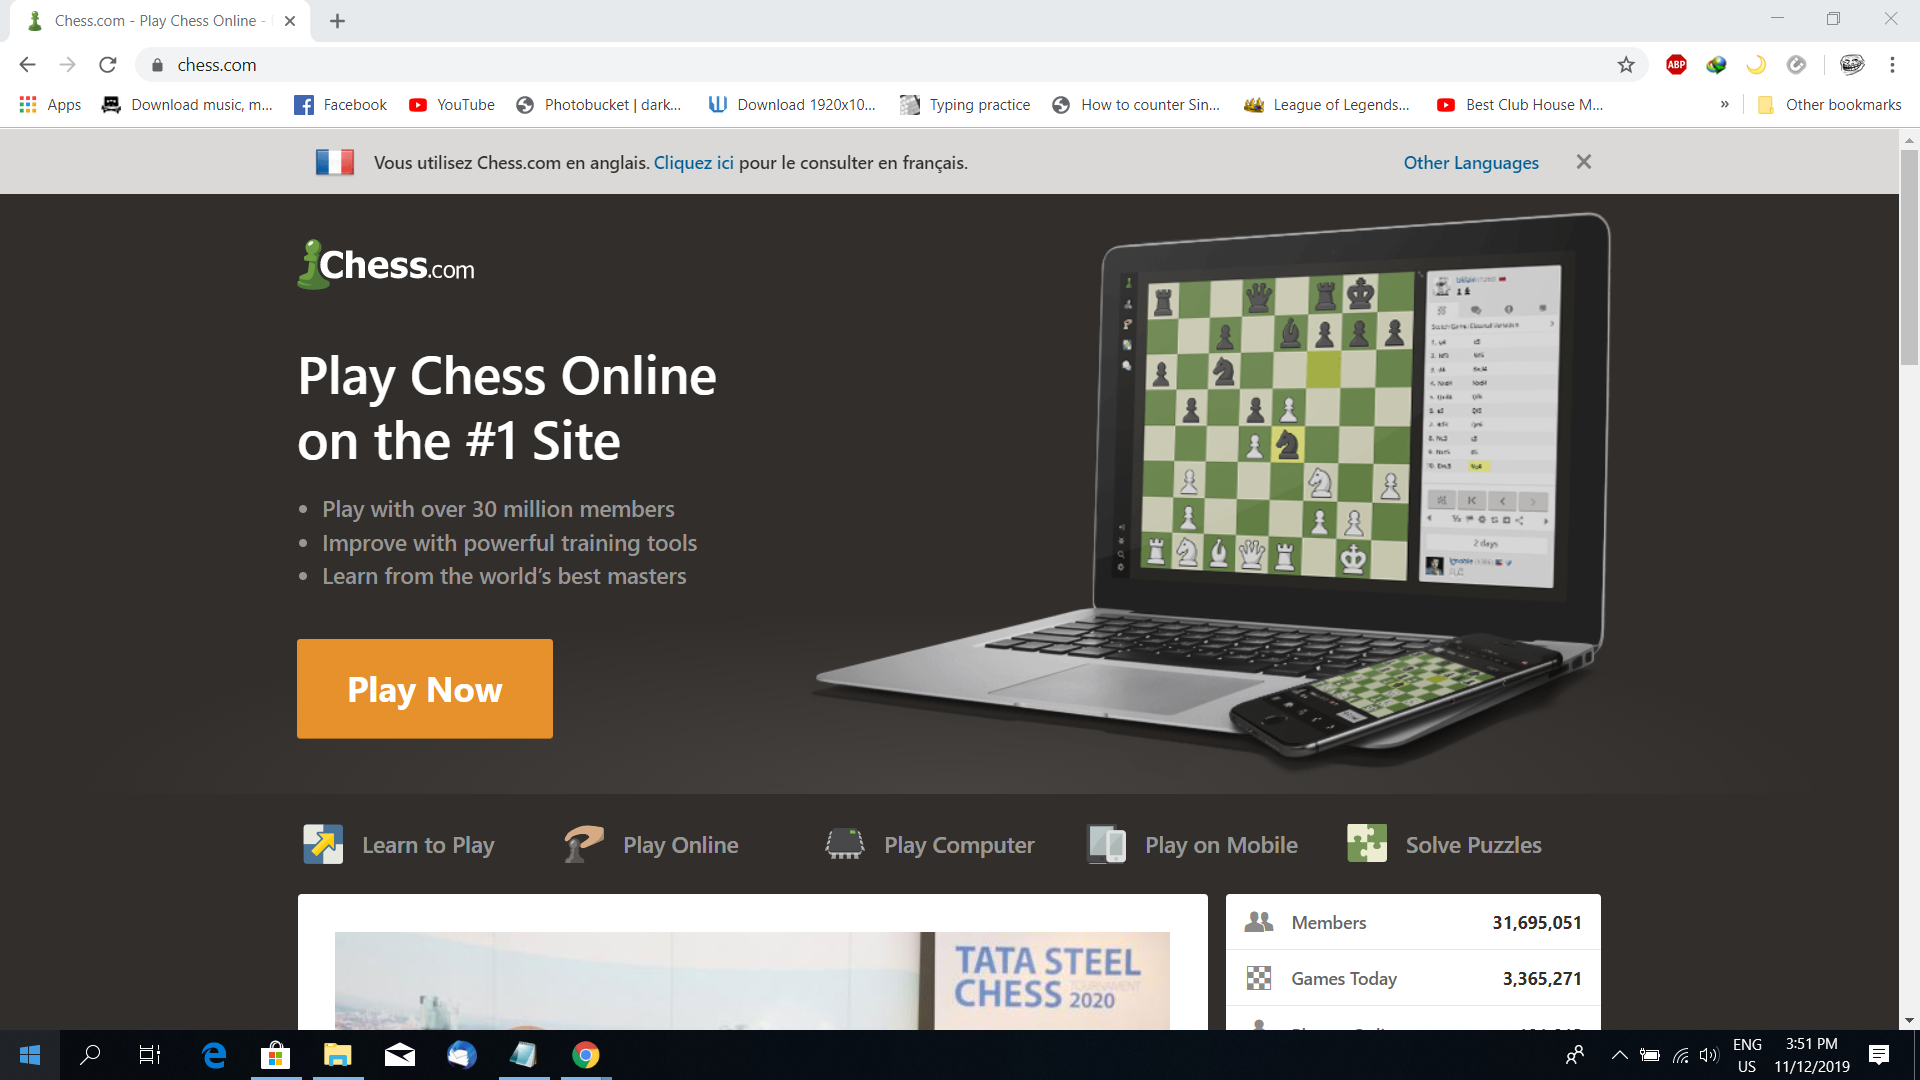 Chess.com - Play Chess Online -
chess.com
Apps
Download music, m...
Facebook
YouTube
Photobucket | dark...
Download 1920x10...
Typing practice
How to counter Sin...
League of Legends...
Best Club House M...
»
Other bookmarks
Vous utilisez Chess.com en anglais. Cliquez ici pour le consulter en français.
Other Languages
Chess.com
Play Chess Online
on the #1 Site
• Play with over 30 million members
• Improve with powerful training tools
• Learn from the world's best masters
Play Now
2 days
Learn to Play
Play Online
Play Computer
Play on Mobile
Solve Puzzles
Members 31,695,051
Games Today 3,365,271
TATA STEEL
CHESS TOURNAMENT
2020
ABP
ENG
US
3:51 PM
11/12/2019